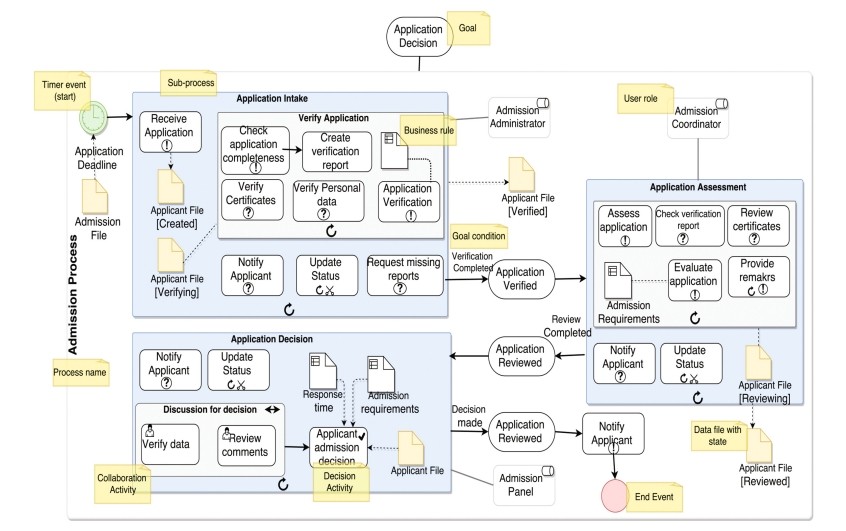 Application
Decision
Goal
Timer event
(start)
Sub-process
User role
Application Intake
Verify Application
Business rule
Admission
Administrator
Admission
Coordinator
Receive
Application
Check
application
completeness
Create
verification
report
Application
Deadline
Verify
Certificates
Verify Personal
data
Application
Verification
Applicant File
[Created]
Applicant File
[Verified]
Admission
File
Application Assessment
Assess
application
Check verification
report
Review
certificates
Goal condition
Verification
Completed
Application
Verified
Applicant File
[Verifying]
Notify
Applicant
Update
Status
Request missing
reports
Evaluate
application
Provide
remakrs
Admission
Requirements
Admission Process
Review
Completed
Application
Reviewed
Notify
Applicant
Update
Status
Applicant File
[Reviewing]
Application Decision
Notify
Applicant
Update
Status
Process name
Response
time
Admission
requirements
Discussion for decision
Verify data
Review
comments
Applicant
admission
decision
Applicant File
Decision
made
Application
Reviewed
Notify
Applicant
Data file with
state
Applicant File
[Reviewed]
Collaboration
Activity
Decision
Activity
Admission
Panel
End Event